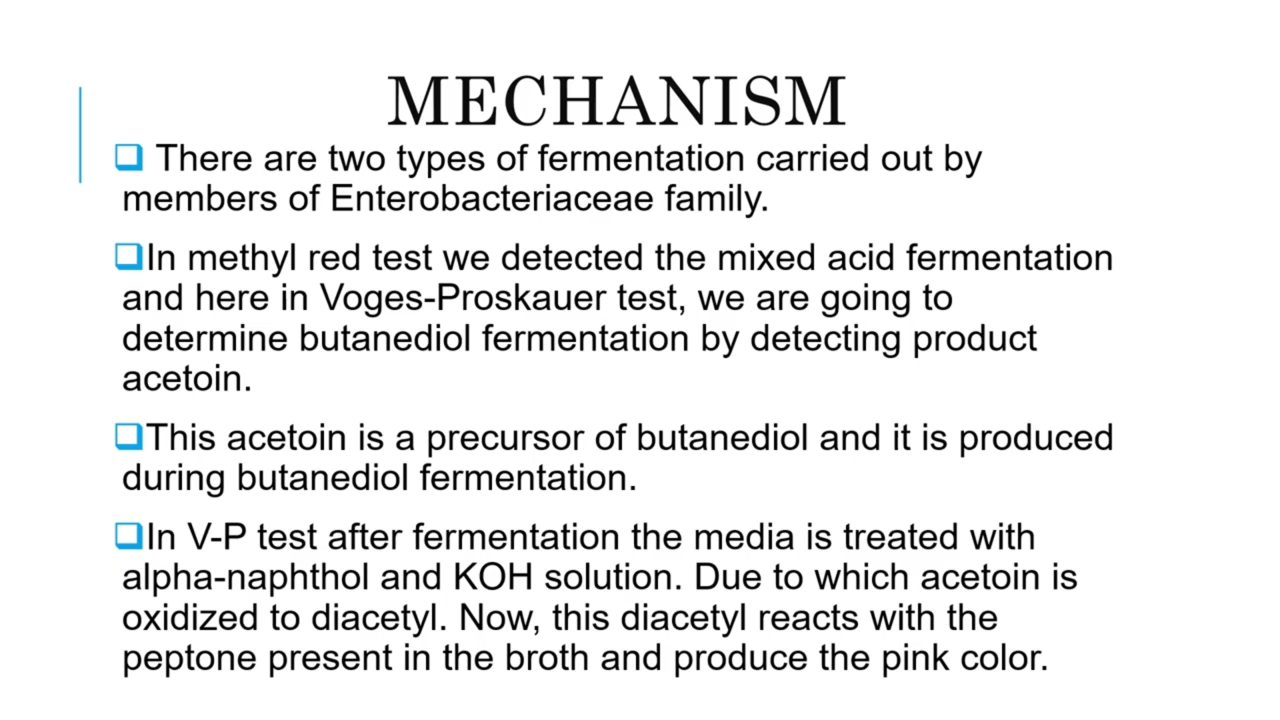 MECHANISM
❑ There are two types of fermentation carried out by
members of Enterobacteriaceae family.
❑In methyl red test we detected the mixed acid fermentation
and here in Voges-Proskauer test, we are going to
determine butanediol fermentation by detecting product
acetoin.
❑This acetoin is a precursor of butanediol and it is produced
during butanediol fermentation.
❑In V-P test after fermentation the media is treated with
alpha-naphthol and KOH solution. Due to which acetoin is
oxidized to diacetyl. Now, this diacetyl reacts with the
peptone present in the broth and produce the pink color.